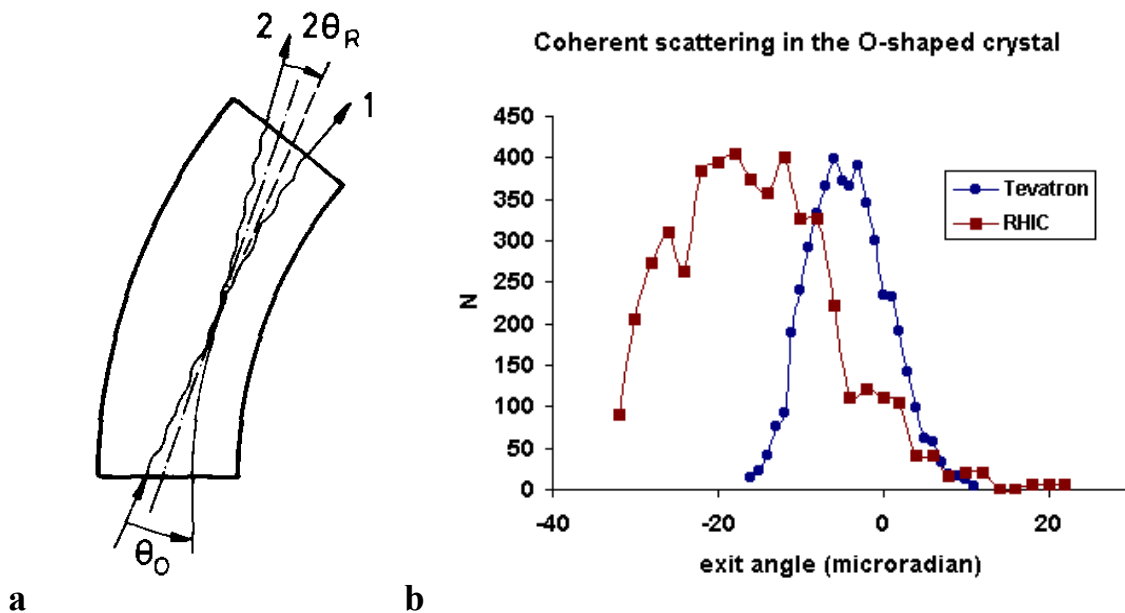 2 2θR
1
θO
a
Coherent scattering in the O-shaped crystal
450
400
350
300
250
200
150
100
50
0
N
-40 -20 0 20
exit angle (microradian)
Tevatron
RHIC
b